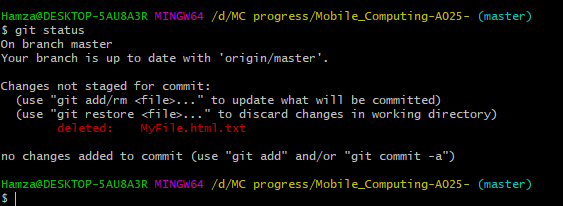 Hamza@DESKTOP-5AU8A3R MINGW64 /d/MC progress/Mobile_Computing-AO25- (master)
$ git status
On branch master
Your branch is up to date with 'origin/master'.

Changes not staged for commit:
  (use "git add/rm <file>..." to update what will be committed)
  (use "git restore <file>..." to discard changes in working directory)
        deleted:    MyFile.html.txt

no changes added to commit (use "git add" and/or "git commit -a")

Hamza@DESKTOP-5AU8A3R MINGW64 /d/MC progress/Mobile_Computing-AO25- (master)
$